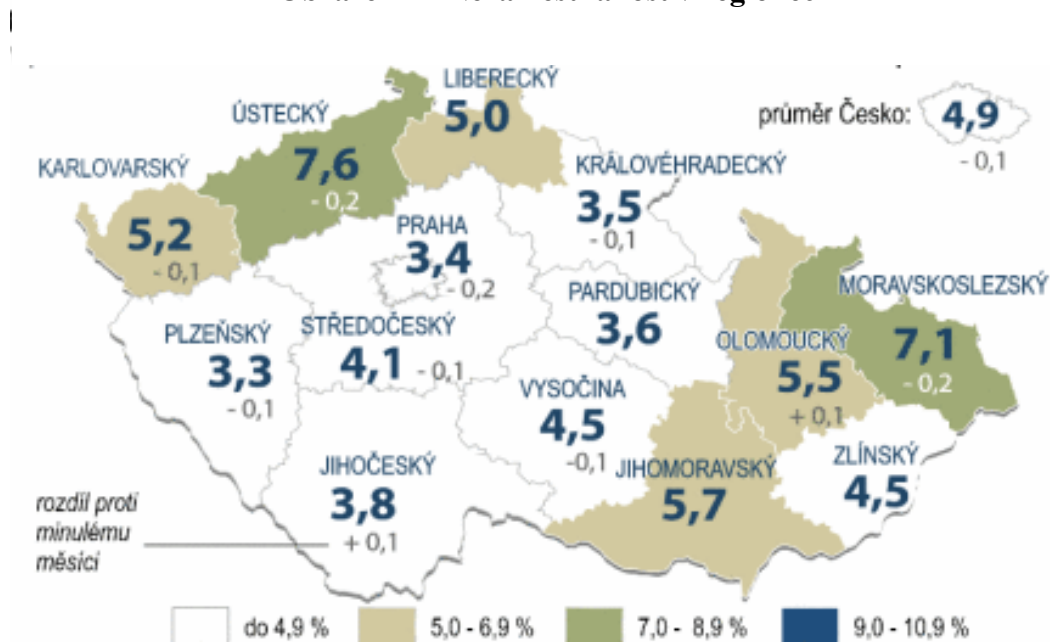 LIBERECKÝ
5,0
ÚSTECKÝ
7,6
- 0,2
průměr Česko: 4,9
- 0,1
KARLOVARSKÝ
5,2
- 0,1
KRÁLOVÉHRADECKÝ
3,5
- 0,1
PRAHA
3,4
- 0,2
PARDUBICKÝ
3,6
MORAVSKOSLEZSKÝ
7,1
- 0,2
PLZEŇSKÝ
3,3
- 0,1
STŘEDOČESKÝ
4,1 - 0,1
OLOMOUCKÝ
5,5
+ 0,1
VYSOČINA
4,5
-0,1
JIHOČESKÝ
3,8
+ 0,1
JIHOMORAVSKÝ
5,7
ZLÍNSKÝ
4,5
rozdíl proti
minulému
měsíci
do 4,9 % 5,0 - 6,9 % 7,0 - 8,9 % 9,0 - 10,9 %